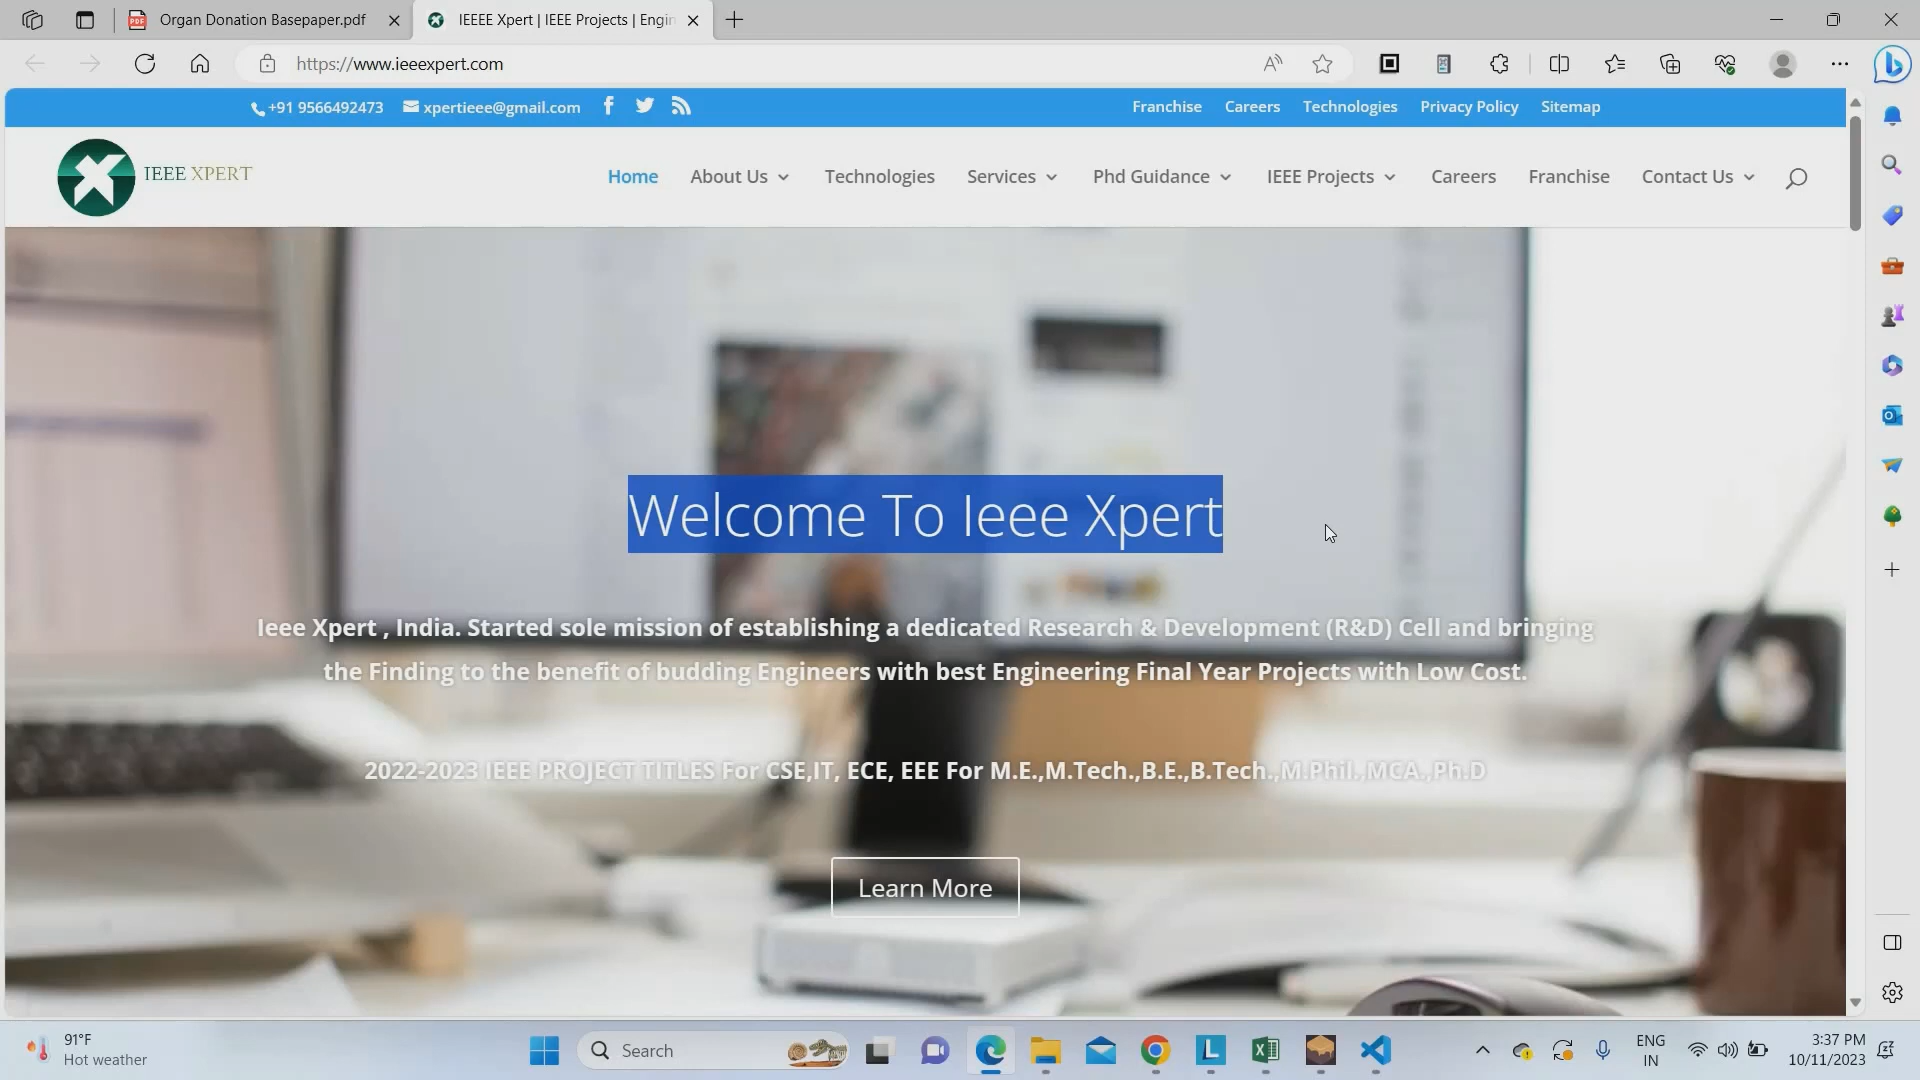 Organ Donation Basepaper.pdf
IEEEE Xpert | IEEE Projects | Engin
https://www.ieeexpert.com
+91 9566492473 xpertieee@gmail.com
Franchise Careers Technologies Privacy Policy Sitemap
IEEE XPERT
Home About Us Technologies Services Phd Guidance IEEE Projects Careers Franchise Contact Us
Welcome To Ieee Xpert
Ieee Xpert , India. Started sole mission of establishing a dedicated Research & Development (R&D) Cell and bringing
the Finding to the benefit of budding Engineers with best Engineering Final Year Projects with Low Cost.
2022-2023 IEEE PROJECT TITLES For CSE,IT, ECE, EEE For M.E.,M.Tech.,B.E.,B.Tech.,M.Phil.,MCA.,Ph.D
Learn More
91°F
Hot weather
Search
ENG
IN
3:37 PM
10/11/2023